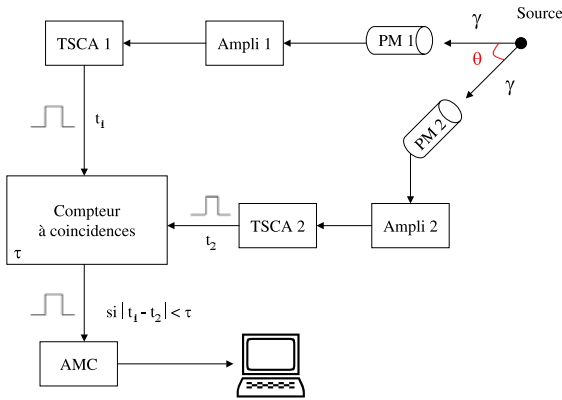 Source
TSCA 1
Ampli 1
PM 1
γ
θ
γ
PM 2
t₁
Compteur
à coincidences
τ
t₂
TSCA 2
Ampli 2
si |t₁ - t₂| < τ
AMC